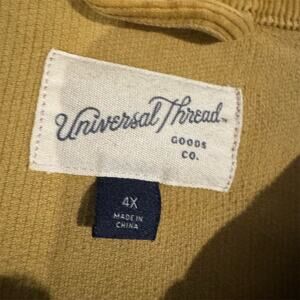 Universal Thread
GOODS
CO.
4X
MADE IN
CHINA